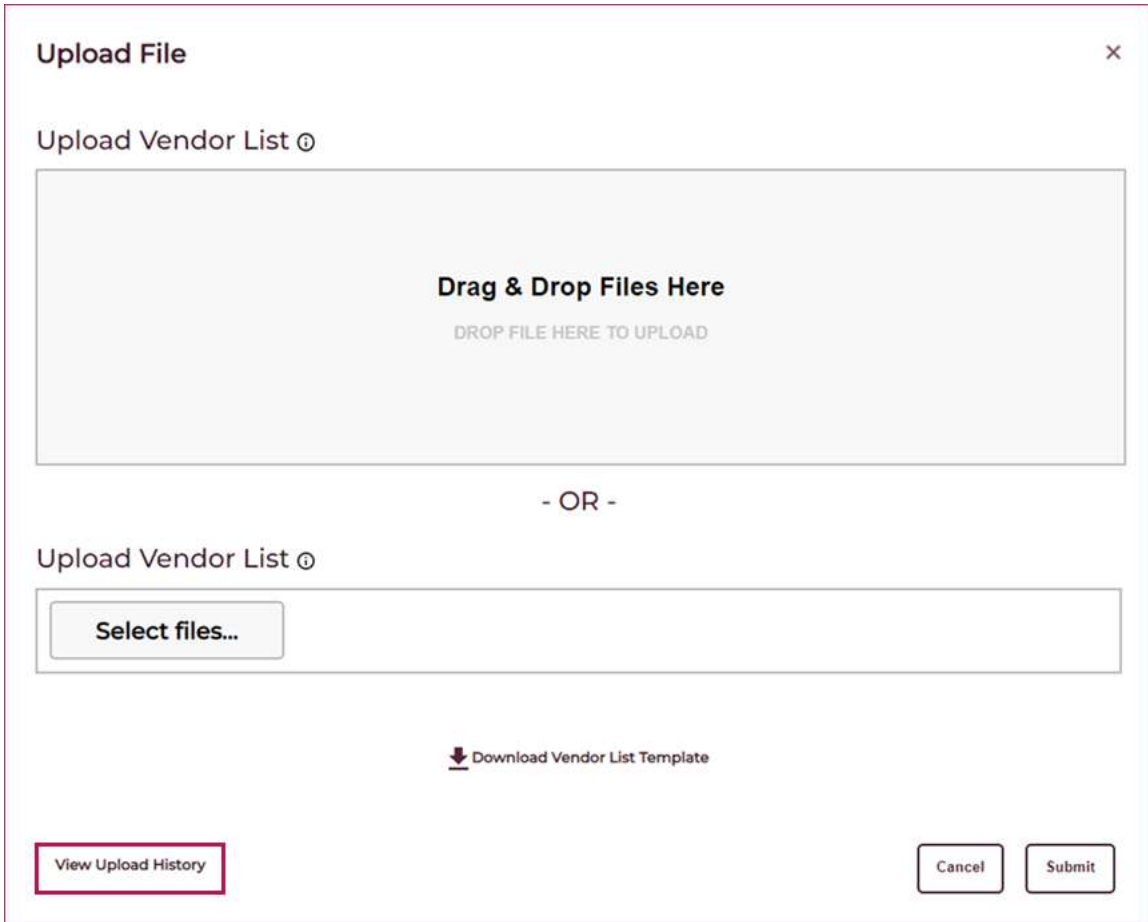 Upload File
Upload Vendor List
Drag & Drop Files Here
DROP FILE HERE TO UPLOAD
- OR -
Upload Vendor List
Select files...
Download Vendor List Template
View Upload History
Cancel
Submit